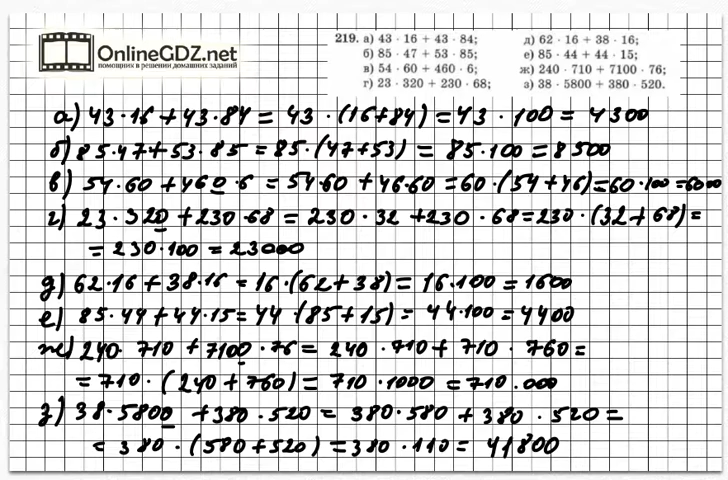 OnlineGDZ.net
помощник в решении домашних заданий
219. а) 43 · 16 + 43 · 84;
б) 85 · 47 + 53 · 85;
в) 54 · 60 + 460 · 6;
г) 23 · 320 + 230 · 68;
д) 62 · 16 + 38 · 16;
е) 85 · 44 + 44 · 15;
ж) 240 · 710 + 7100 · 76;
з) 38 · 5800 + 380 · 520.
а) 43·16 + 43·84 = 43 · (16+84) = 43 · 100 = 4300
б) 85·47 + 53·85 = 85·(47+53) = 85·100 = 8500
в) 54·60 + 460·6 = 54·60 + 46·60 = 60·(54+46) = 60·100 = 6000
г) 23·320 + 230·68 = 230·32 + 230·68 = 230·(32+68) =
= 230·100 = 23000
д) 62·16 + 38·16 = 16·(62+38) = 16·100 = 1600
е) 85·44 + 44·15 = 44·(85+15) = 44·100 = 4400
ж) 240·710 + 7100·76 = 240·710 + 710·760 =
= 710·(240+760) = 710·1000 = 710.000
з) 38·5800 + 380·520 = 380·580 + 380·520 =
= 380·(580+520) = 380·110 = 41800